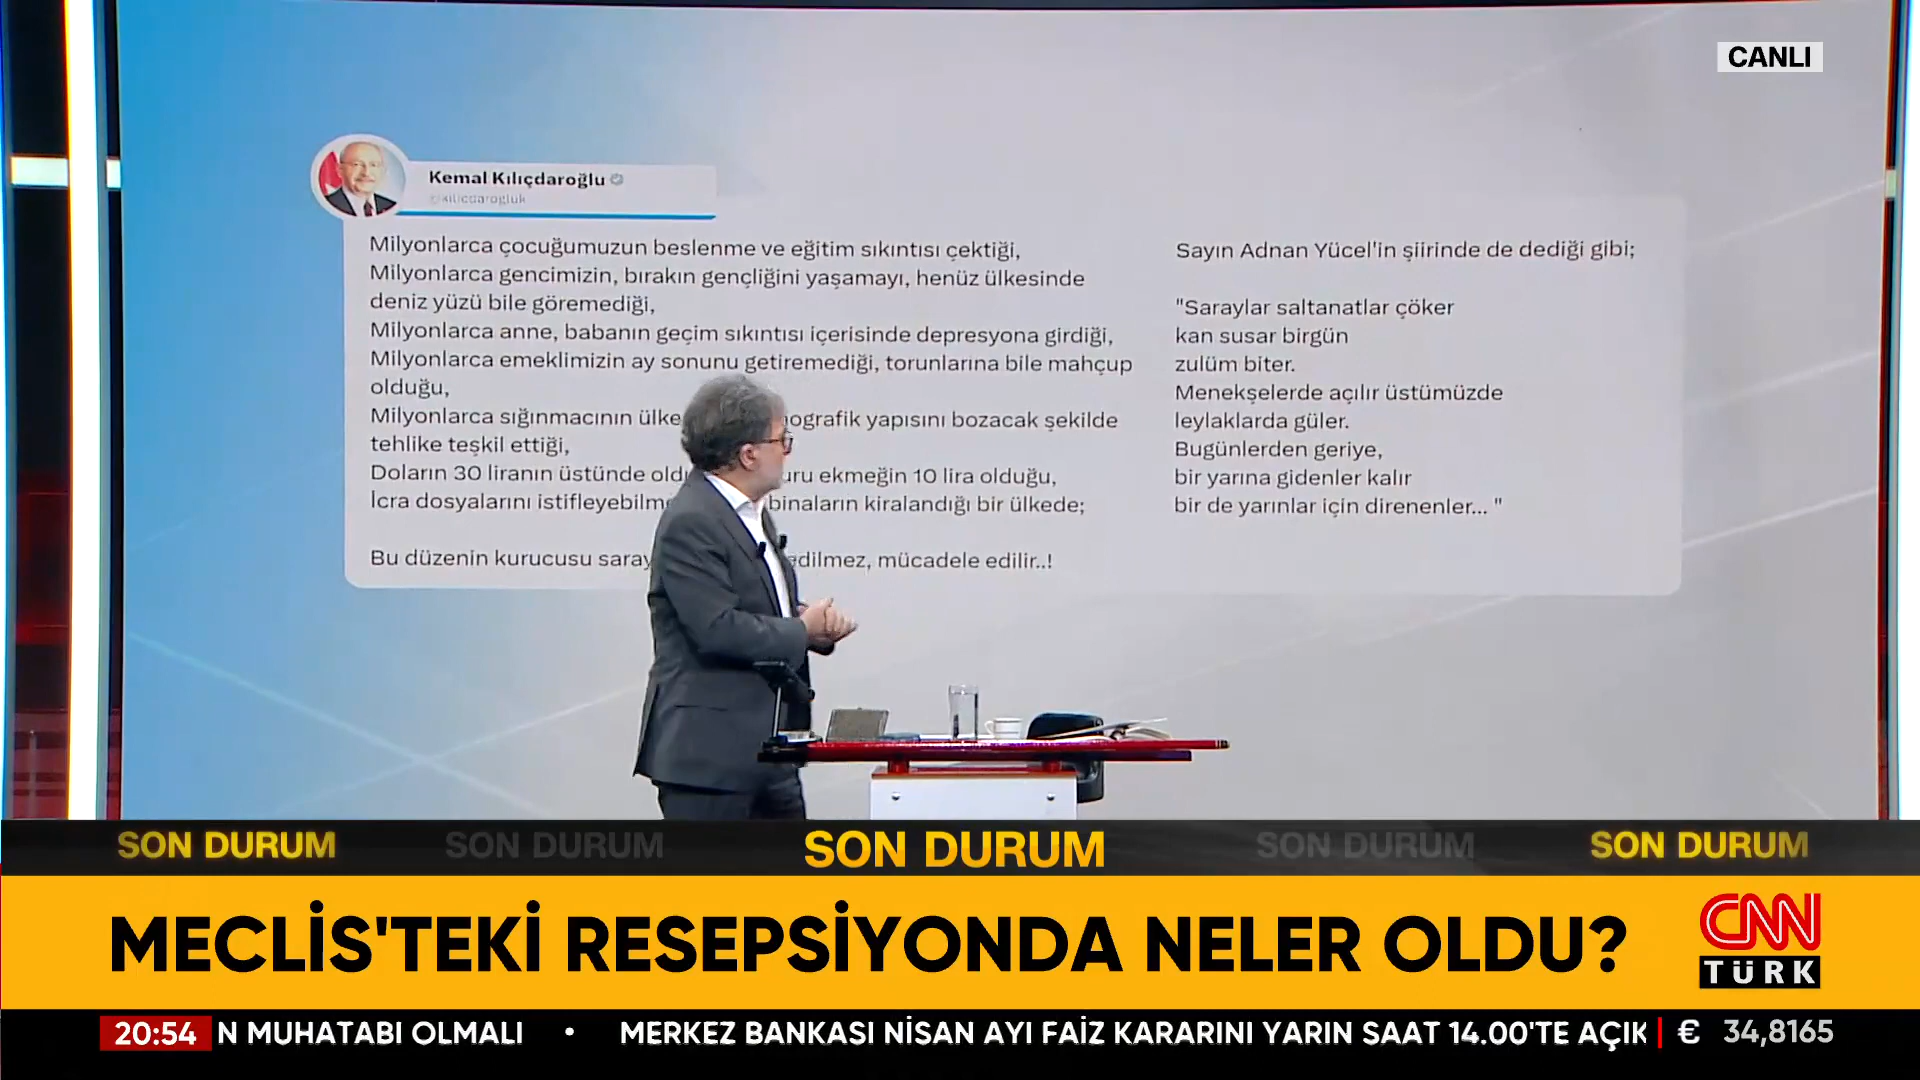 CANLI
Kemal Kılıçdaroğlu
@kilicdarogluk
Milyonlarca çocuğumuzun beslenme ve eğitim sıkıntısı çektiği,
Milyonlarca gencimizin, bırakın gençliğini yaşamayı, henüz ülkesinde
deniz yüzü bile göremediği,
Milyonlarca anne, babanın geçim sıkıntısı içerisinde depresyona girdiği,
Milyonlarca emeklimizin ay sonunu getiremediği, torunlarına bile mahçup
olduğu,
Milyonlarca sığınmacının yapısını bozacak şekilde
tehlike teşkil ettiği,
Doların 30 liranın üstünde ekmeğin 10 lira olduğu,
İcra dosyalarını binaların kiralandığı bir ülkede;
Bu düzenin kurucusu mücadele edilir..!
Sayın Adnan Yücel'in şiirinde de dediği gibi;
"Saraylar saltanatlar çöker
kan susar birgün
zulüm biter.
Menekşelerde açılır üstümüzde
leylaklarda güler.
Bugünlerden geriye,
bir yarına gidenler kalır
bir de yarınlar için direnenler... "
SON DURUM SON DURUM SON DURUM SON DURUM SON DURUM
MECLİS'TEKİ RESEPSİYONDA NELER OLDU?
CNN
TÜRK
20:54 N MUHATABI OLMALI • MERKEZ BANKASI NİSAN AYI FAİZ KARARINI YARIN SAAT 14.00'TE AÇIK € 34,8165